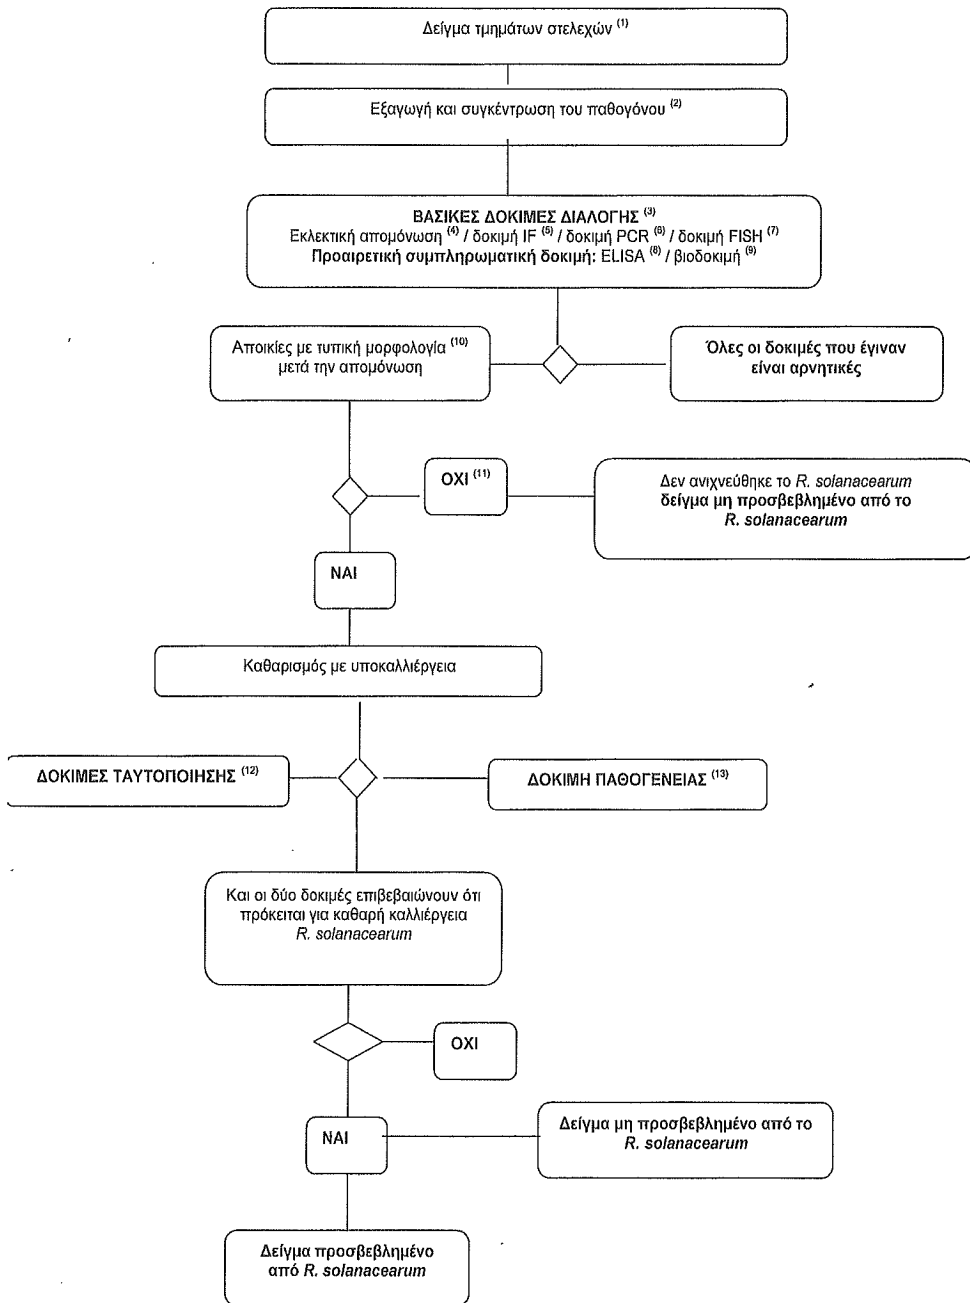 Δείγμα τμημάτων στελεχών (1)
Εξαγωγή και συγκέντρωση του παθογόνου (2)
ΒΑΣΙΚΕΣ ΔΟΚΙΜΕΣ ΔΙΑΛΟΓΗΣ (3)
Εκλεκτική απομόνωση (4) / δοκιμή IF (5) / δοκιμή PCR (6) / δοκιμή FISH (7)
Προαιρετική συμπληρωματική δοκιμή: ELISA (8) / βιοδοκιμή (9)
Αποικίες με τυπική μορφολογία (10)
μετά την απομόνωση
Όλες οι δοκιμές που έγιναν
είναι αρνητικές
ΟΧΙ (11)
Δεν ανιχνεύθηκε το R. solanacearum
δείγμα μη προσβεβλημένο από το
R. solanacearum
ΝΑΙ
Καθαρισμός με υποκαλλιέργεια
ΔΟΚΙΜΕΣ ΤΑΥΤΟΠΟΙΗΣΗΣ (12)
ΔΟΚΙΜΗ ΠΑΘΟΓΕΝΕΙΑΣ (13)
Και οι δύο δοκιμές επιβεβαιώνουν ότι
πρόκειται για καθαρή καλλιέργεια
R. solanacearum
ΟΧΙ
ΝΑΙ
Δείγμα μη προσβεβλημένο από το
R. solanacearum
Δείγμα προσβεβλημένο
από R. solanacearum